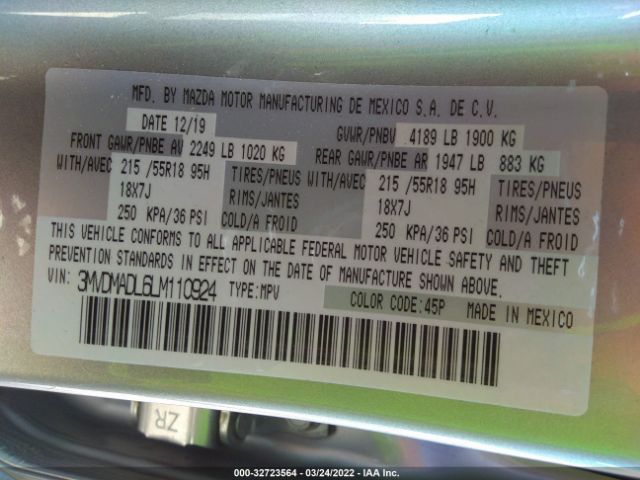 MFD. BY MAZDA MOTOR MANUFACTURING DE MEXICO S.A. DE C.V.
DATE 12/19 GVWR/PNBV 4189 LB 1900 KG
FRONT GAWR/PNBE AV 2249 LB 1020 KG REAR GAWR/PNBE AR 1947 LB 883 KG
WITH/AVEC 215 /55R18 95H TIRES/PNEUS WITH/AVEC 215 /55R18 95H TIRES/PNEUS
18X7J RIMS/JANTES 18X7J RIMS/JANTES
250 KPA/36 PSI COLD/A FROID 250 KPA/36 PSI COLD/A FROID
THIS VEHICLE CONFORMS TO ALL APPLICABLE FEDERAL MOTOR VEHICLE SAFETY AND THEFT
PREVENTION STANDARDS IN EFFECT ON THE DATE OF MANUFACTURE SHOWN ABOVE.
VIN: 3MVDMADL6LM110924 TYPE:MPV
COLOR CODE:45P MADE IN MEXICO
ZR
000-32723564 - 03/24/2022 - IAA Inc.